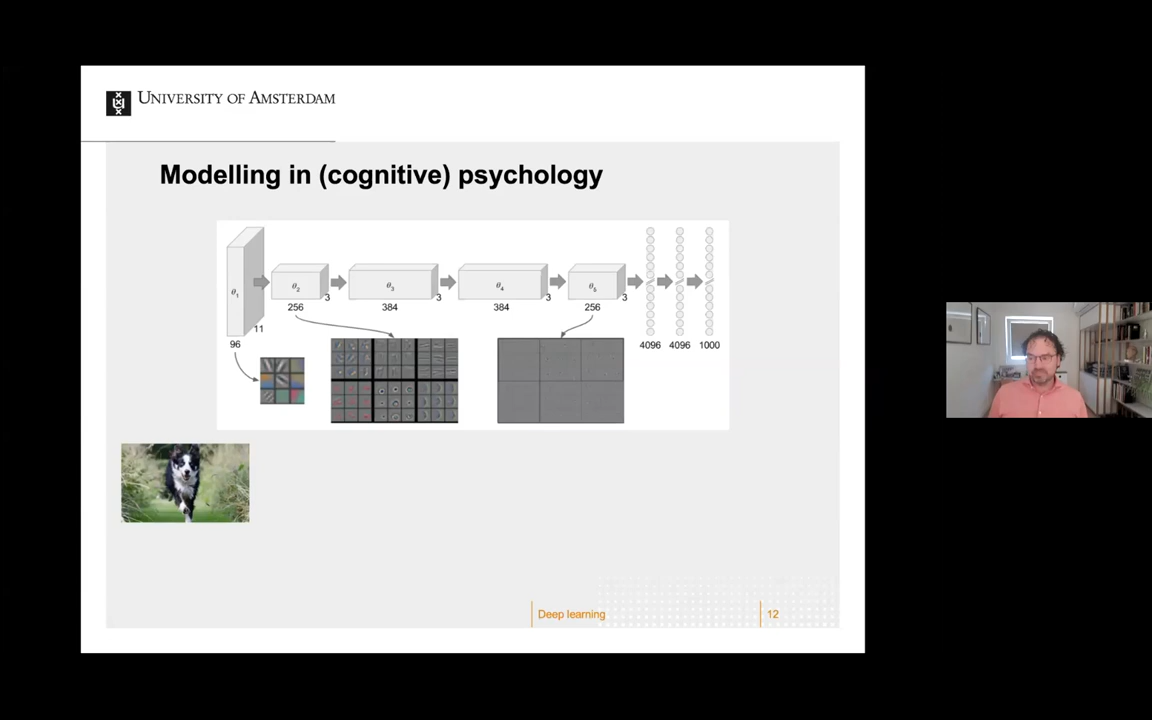 UNIVERSITY OF AMSTERDAM
Modelling in (cognitive) psychology
θ1 θ2 θ3 θ4 θ5
3 3 3 3
256 384 384 256
11
96
4096 4096 1000
Deep learning 12